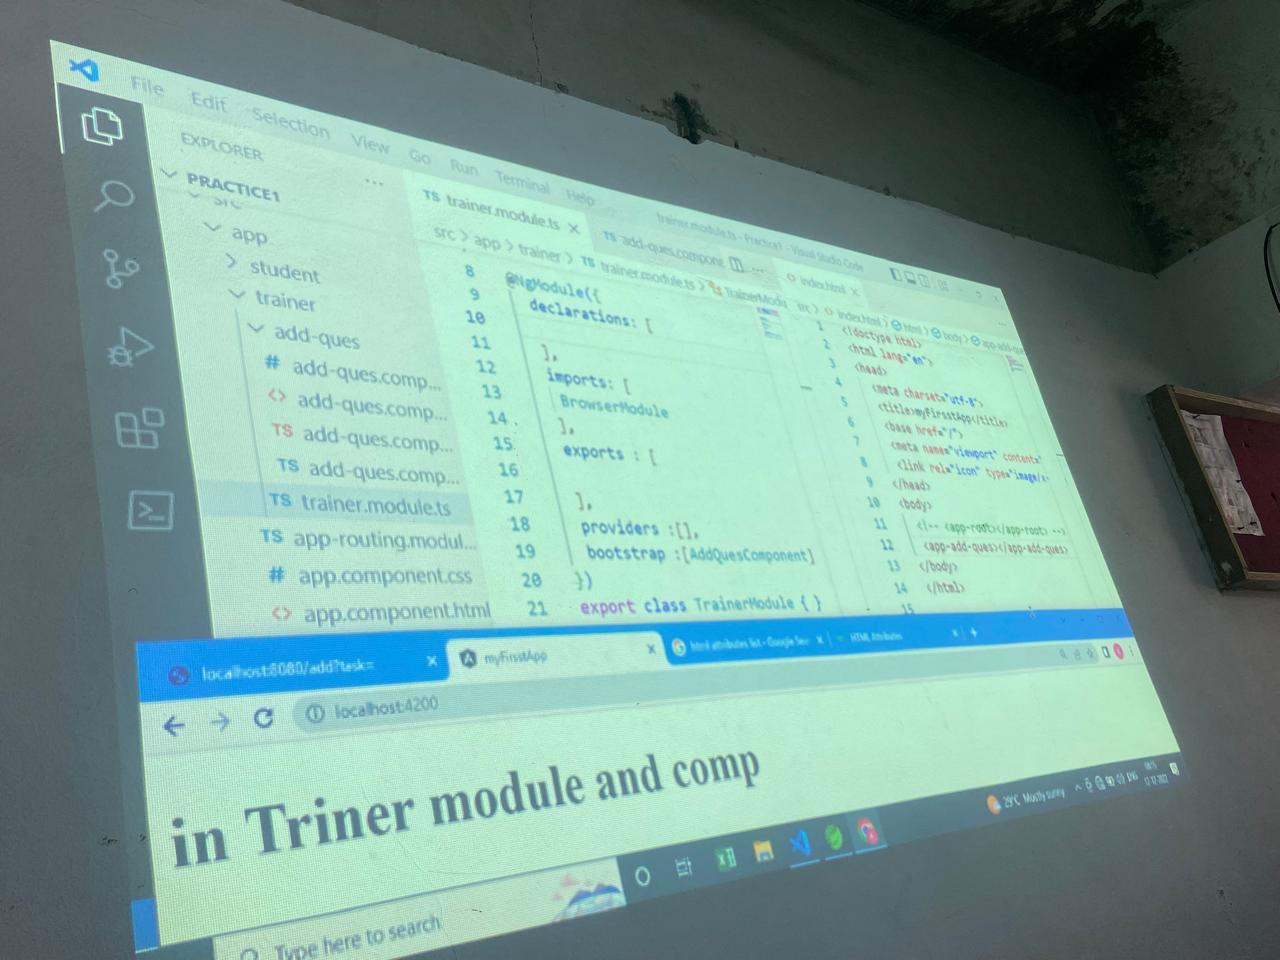 File Edit Selection View Go Run Terminal Help
trainer.module.ts - Practice1 - Visual Studio Code
EXPLORER
...
PRACTICE1
src
app
student
trainer
add-ques
# add-ques.comp...
<> add-ques.comp...
TS add-ques.comp...
TS add-ques.comp...
TS trainer.module.ts
TS app-routing.modul...
# app.component.css
<> app.component.html
TS trainer.module.ts
TS add-ques.compone
src > app > trainer > TS trainer.module.ts > TrainerModu
8 @NgModule({
9 declarations: [
10
11 ],
12 imports: [
13 BrowserModule
14 ],
15 exports : [
16
17 ],
18 providers :[],
19 bootstrap :[AddQuesComponent]
20 })
21 export class TrainerModule { }
index.html
src > index.html > html > body > app-add-que
1 <!doctype html>
2 <html lang="en">
3 <head>
4 <meta charset="utf-8">
5 <title>myFirsstApp</title>
6 <base href="/">
7 <meta name="viewport" content="
8 <link rel="icon" type="image/x-
9 </head>
10 <body>
11 <!-- <app-root></app-root> -->
12 <app-add-ques></app-add-ques>
13 </body>
14 </html>
15
localhost:8080/add?task=
myFirsstApp
html attributes list - Google Sea
HTML Attributes
localhost:4200
in Triner module and comp
Type here to search
29°C Mostly sunny
ENG